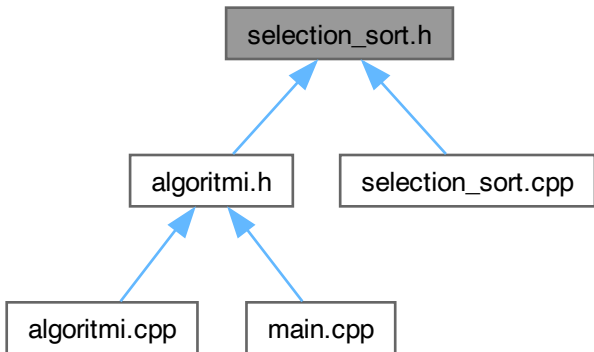 selection_sort.h
algoritmi.h
selection_sort.cpp
algoritmi.cpp
main.cpp